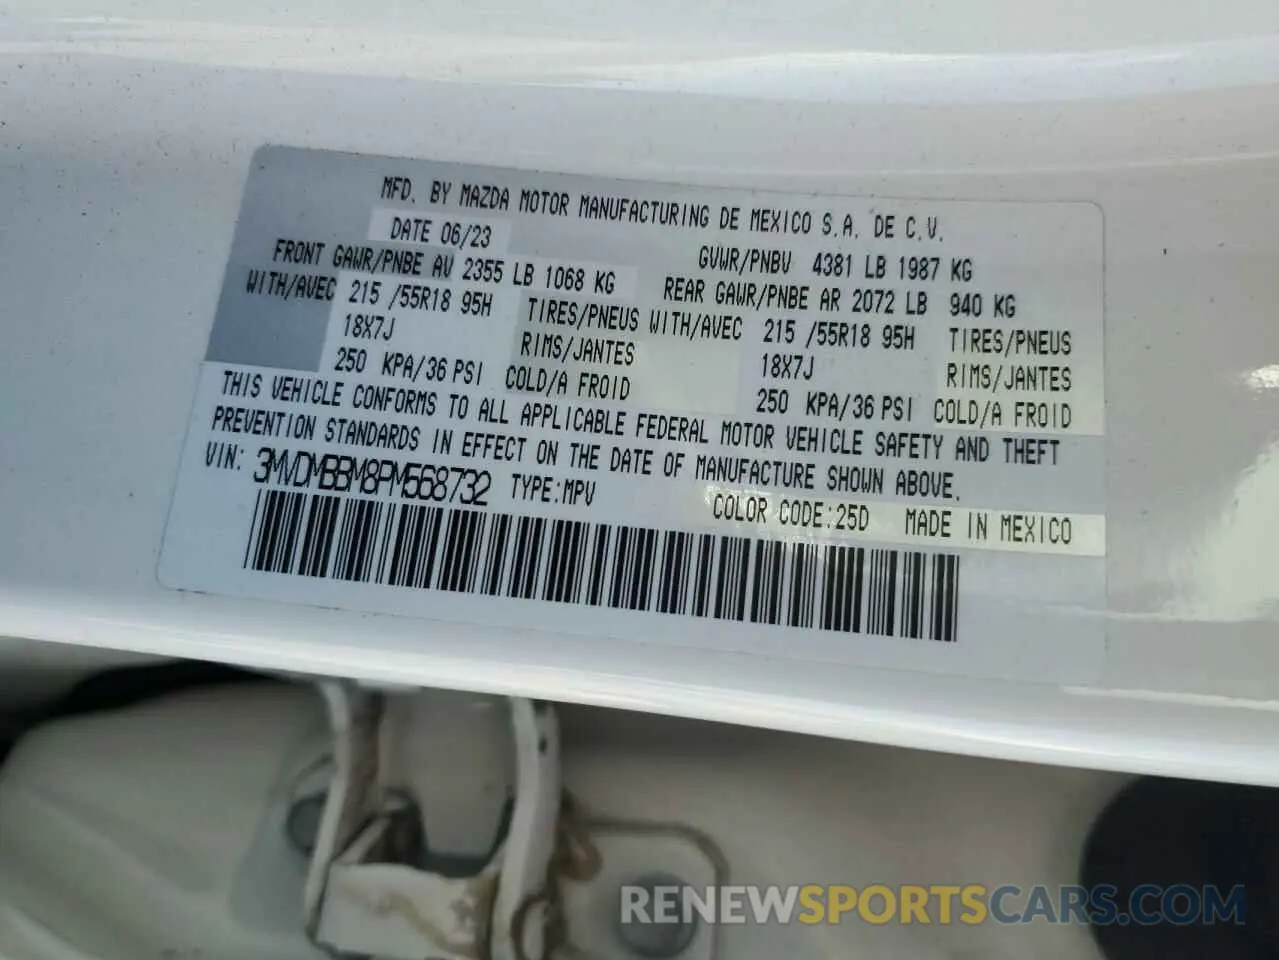 MFD. BY MAZDA MOTOR MANUFACTURING DE MEXICO S.A. DE C.V.
DATE 06/23 GVWR/PNBV 4381 LB 1987 KG
FRONT GAWR/PNBE AV 2355 LB 1068 KG REAR GAWR/PNBE AR 2072 LB 940 KG
WITH/AVEC 215 /55R18 95H TIRES/PNEUS WITH/AVEC 215 /55R18 95H TIRES/PNEUS
18X7J RIMS/JANTES 18X7J RIMS/JANTES
250 KPA/36 PSI COLD/A FROID 250 KPA/36 PSI COLD/A FROID
THIS VEHICLE CONFORMS TO ALL APPLICABLE FEDERAL MOTOR VEHICLE SAFETY AND THEFT
PREVENTION STANDARDS IN EFFECT ON THE DATE OF MANUFACTURE SHOWN ABOVE.
VIN: 3MVDMBBM8PM568732 TYPE:MPV COLOR CODE:25D MADE IN MEXICO
RENEWSPORTSCARS.COM